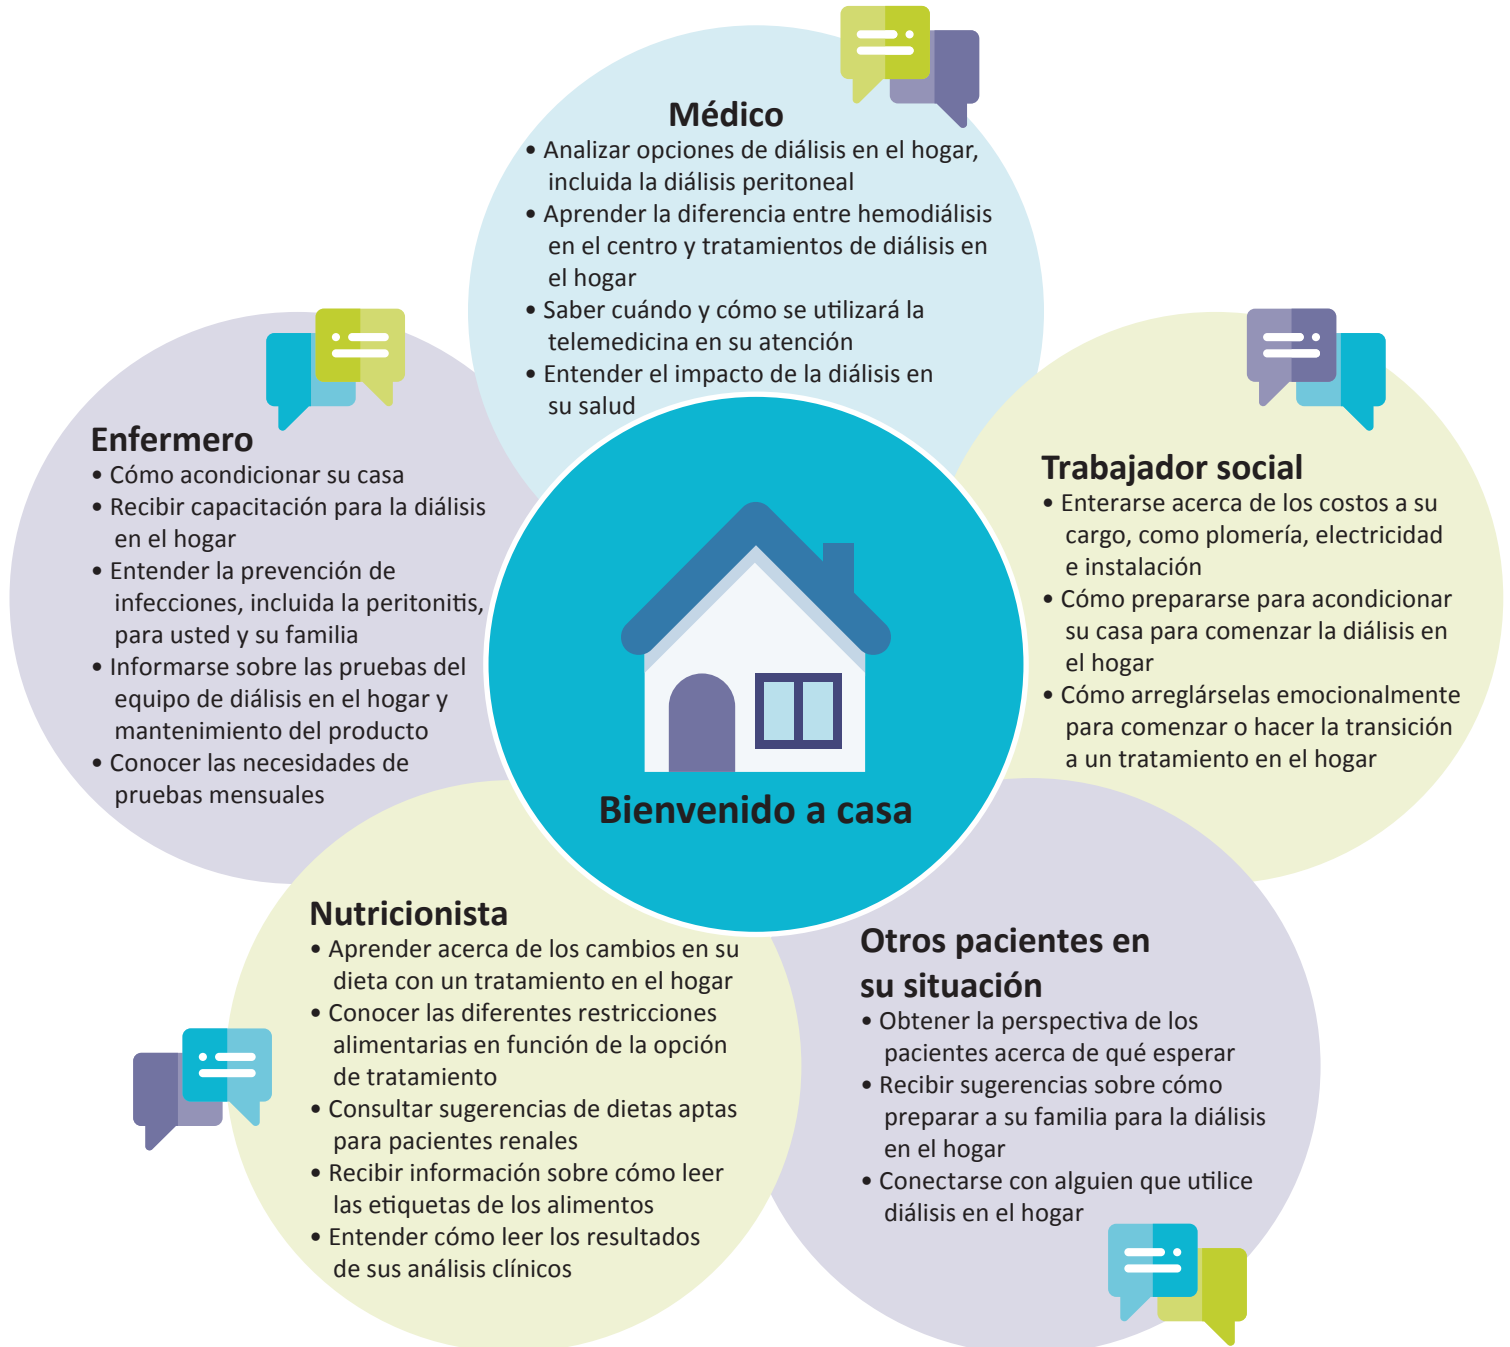 Médico
• Analizar opciones de diálisis en el hogar,
incluida la diálisis peritoneal
• Aprender la diferencia entre hemodiálisis
en el centro y tratamientos de diálisis en
el hogar
• Saber cuándo y cómo se utilizará la
telemedicina en su atención
• Entender el impacto de la diálisis en
su salud
Enfermero
• Cómo acondicionar su casa
• Recibir capacitación para la diálisis
en el hogar
• Entender la prevención de
infecciones, incluida la peritonitis,
para usted y su familia
• Informarse sobre las pruebas del
equipo de diálisis en el hogar y
mantenimiento del producto
• Conocer las necesidades de
pruebas mensuales
Trabajador social
• Enterarse acerca de los costos a su
cargo, como plomería, electricidad
e instalación
• Cómo prepararse para acondicionar
su casa para comenzar la diálisis en
el hogar
• Cómo arreglárselas emocionalmente
para comenzar o hacer la transición
a un tratamiento en el hogar
Bienvenido a casa
Nutricionista
• Aprender acerca de los cambios en su
dieta con un tratamiento en el hogar
• Conocer las diferentes restricciones
alimentarias en función de la opción
de tratamiento
• Consultar sugerencias de dietas aptas
para pacientes renales
• Recibir información sobre cómo leer
las etiquetas de los alimentos
• Entender cómo leer los resultados
de sus análisis clínicos
Otros pacientes en
su situación
• Obtener la perspectiva de los
pacientes acerca de qué esperar
• Recibir sugerencias sobre cómo
preparar a su familia para la diálisis
en el hogar
• Conectarse con alguien que utilice
diálisis en el hogar